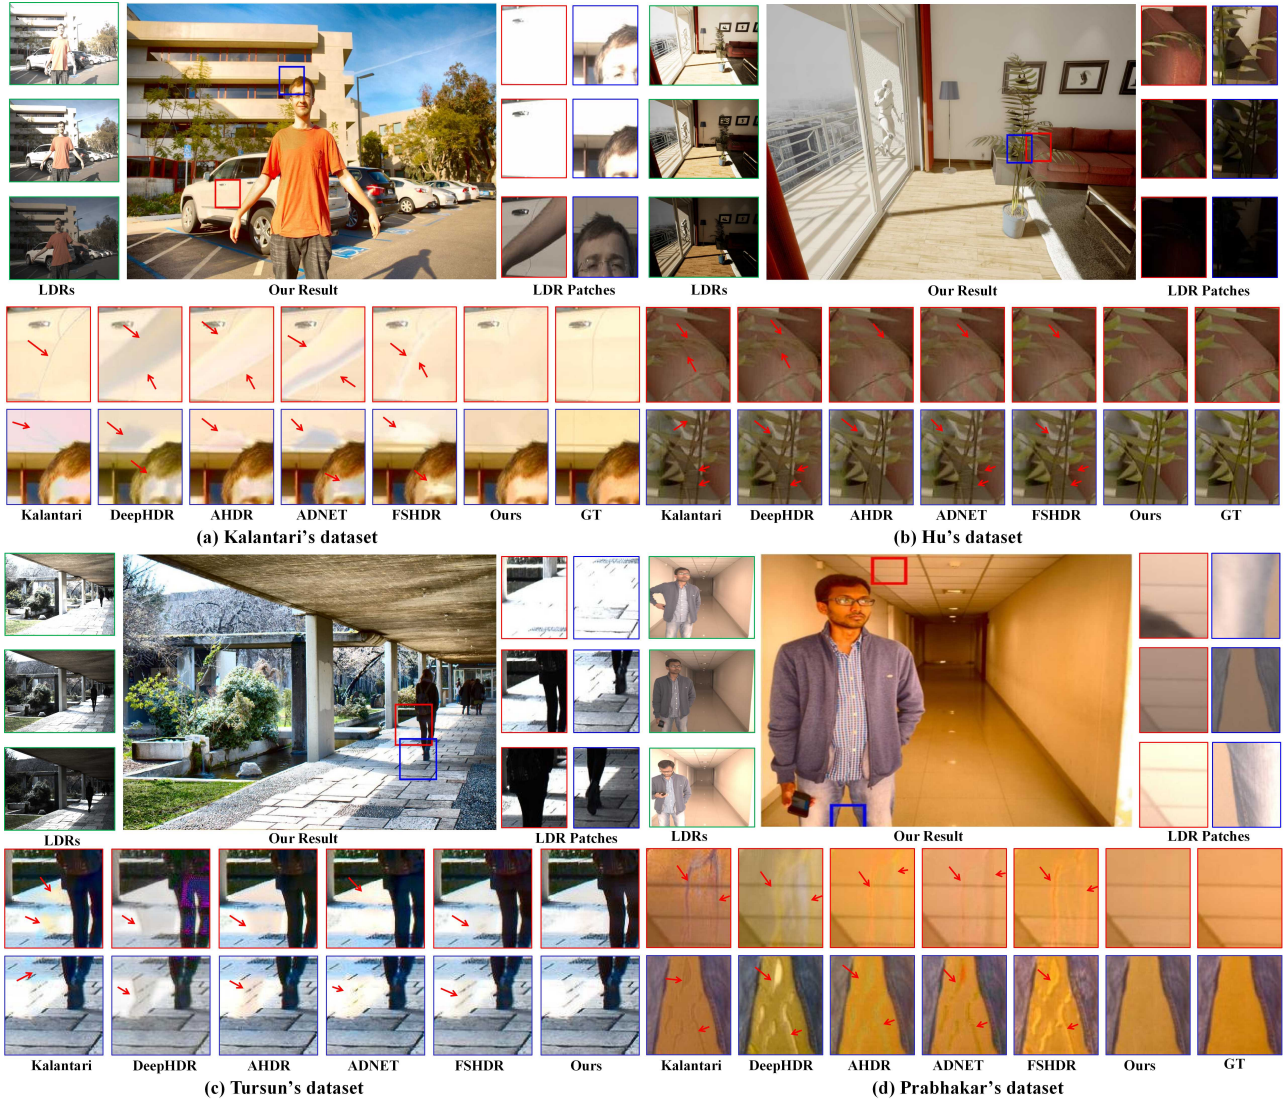 LDRs
Our Result
LDR Patches
LDRs
Our Result
LDR Patches
Kalantari
DeepHDR
AHDR
ADNET
FSHDR
Ours
GT
Kalantari
DeepHDR
AHDR
ADNET
FSHDR
Ours
GT
(a) Kalantari's dataset
(b) Hu's dataset
LDRs
Our Result
LDR Patches
LDRs
Our Result
LDR Patches
Kalantari
DeepHDR
AHDR
ADNET
FSHDR
Ours
Kalantari
DeepHDR
AHDR
ADNET
FSHDR
Ours
GT
(c) Tursun's dataset
(d) Prabhakar's dataset